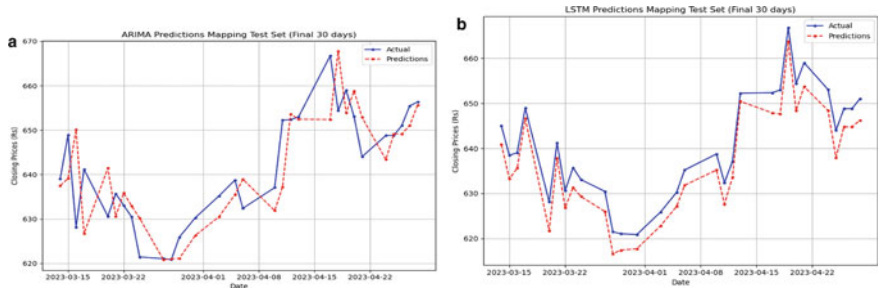 a
ARIMA Predictions Mapping Test Set (Final 30 days)
Actual
Predictions
Closing Prices (Rs)
670
660
650
640
630
620
2023-03-15
2023-03-22
2023-04-01
2023-04-08
2023-04-15
2023-04-22
Date
b
LSTM Predictions Mapping Test Set (Final 30 days)
Actual
Predictions
Closing Prices (Rs)
660
650
640
630
620
2023-03-15
2023-03-22
2023-04-01
2023-04-08
2023-04-15
2023-04-22
Date